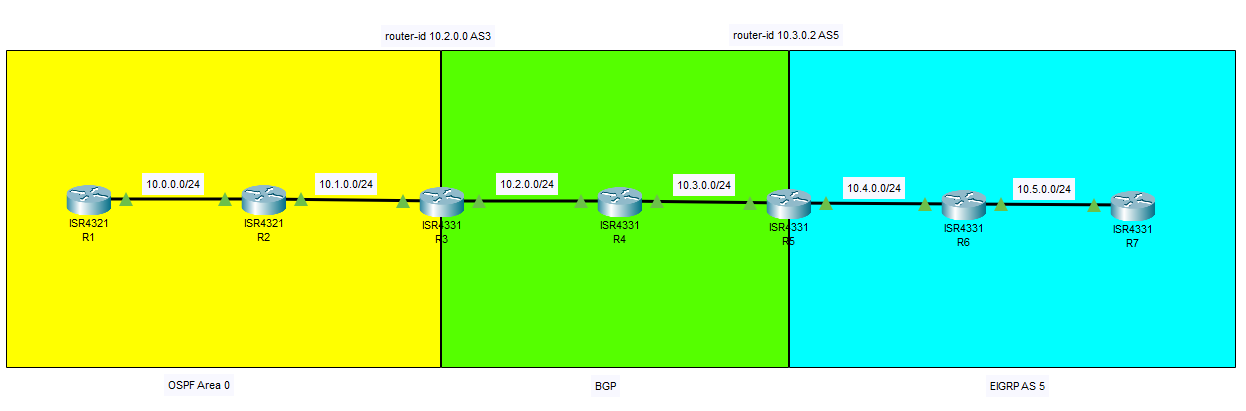 router-id 10.2.0.0 AS3
router-id 10.3.0.2 AS5
10.0.0.0/24
10.1.0.0/24
10.2.0.0/24
10.3.0.0/24
10.4.0.0/24
10.5.0.0/24
ISR4321
R1
ISR4321
R2
ISR4331
R3
ISR4331
R4
ISR4331
R5
ISR4331
R6
ISR4331
R7
OSPF Area 0
BGP
EIGRP AS 5